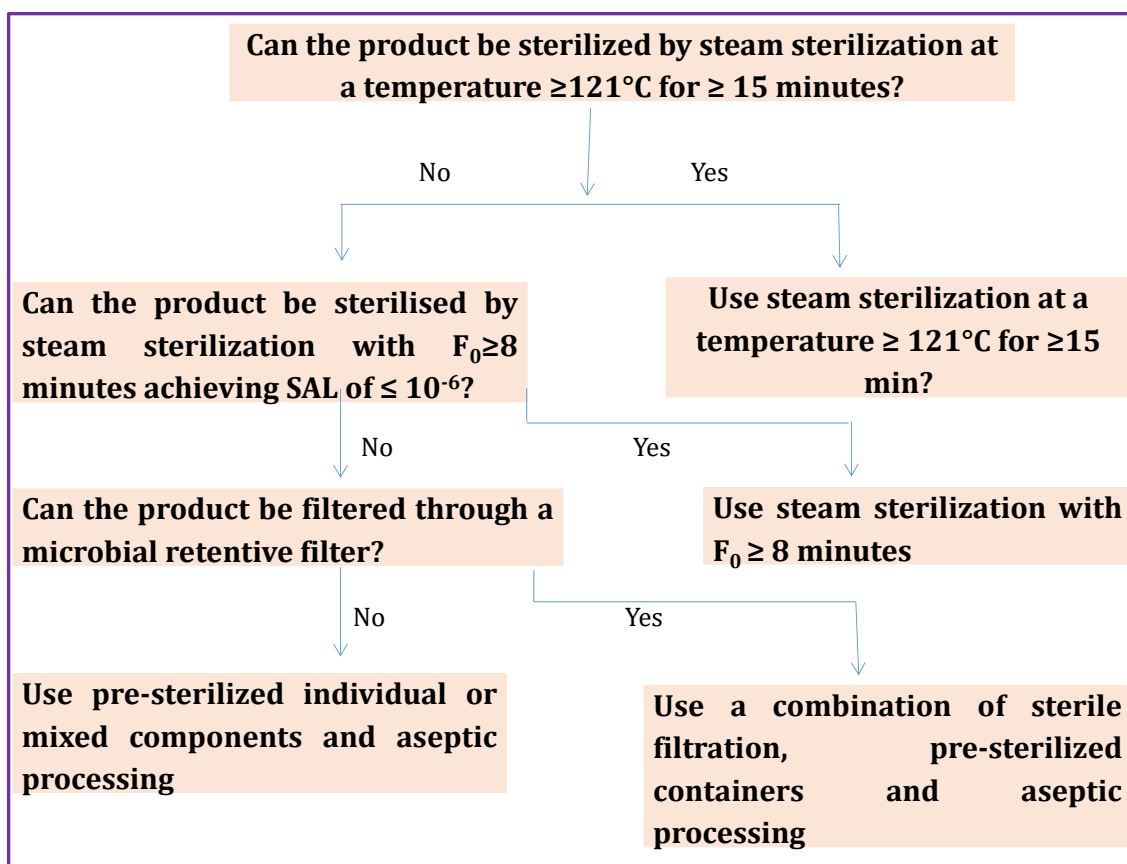 Can the product be sterilized by steam sterilization at
a temperature ≥121°C for ≥ 15 minutes?
No
Yes
Can the product be sterilised by
steam sterilization with F₀≥8
minutes achieving SAL of ≤ 10⁻⁶?
Use steam sterilization at a
temperature ≥ 121°C for ≥15
min?
No
Yes
Can the product be filtered through a
microbial retentive filter?
Use steam sterilization with
F₀ ≥ 8 minutes
No
Yes
Use pre-sterilized individual or
mixed components and aseptic
processing
Use a combination of sterile
filtration, pre-sterilized
containers and aseptic
processing